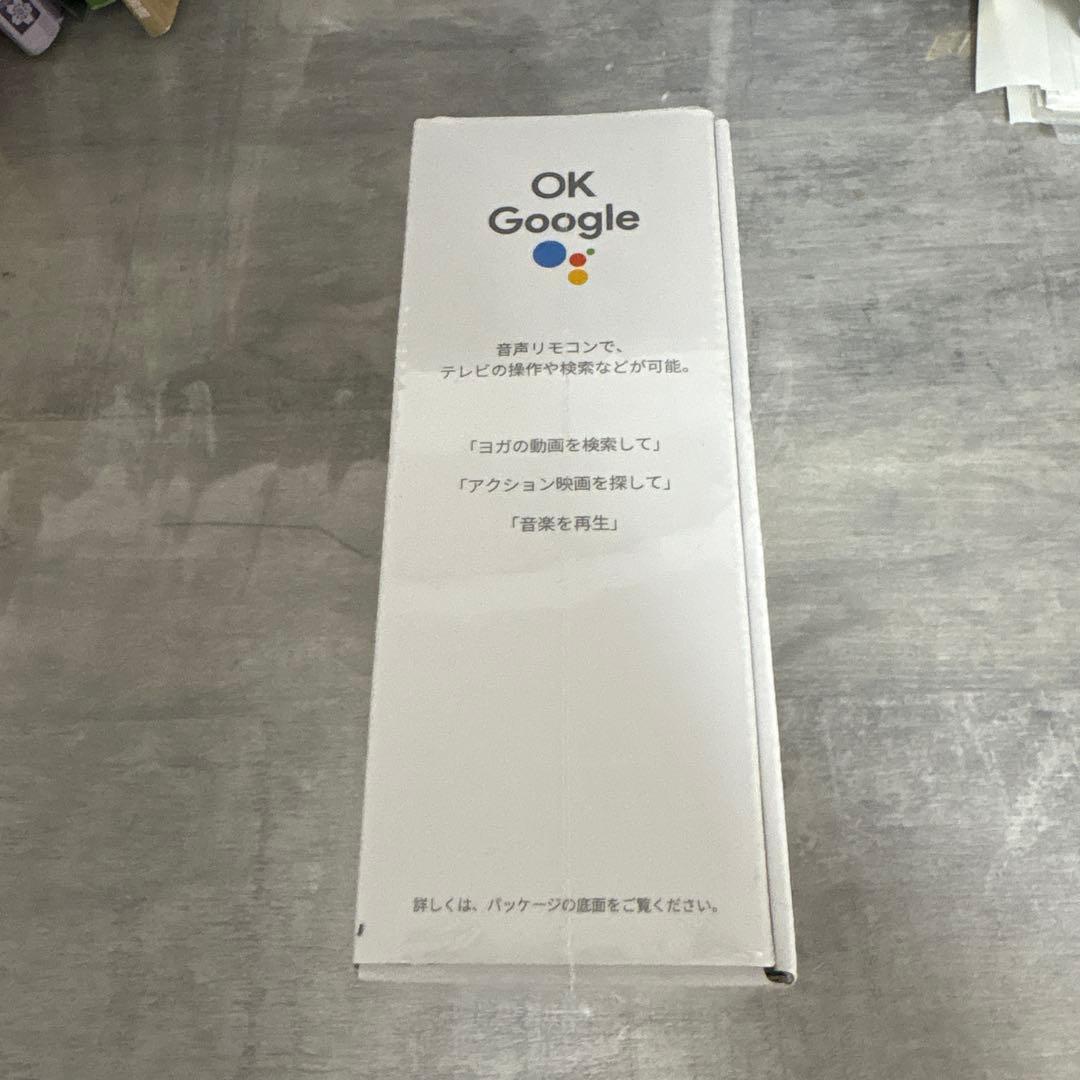 OK
Google
音声リモコンで、
テレビの操作や検索などが可能。
「ヨガの動画を検索して」
「アクション映画を探して」
「音楽を再生」
詳しくは、パッケージの底面をご覧ください。